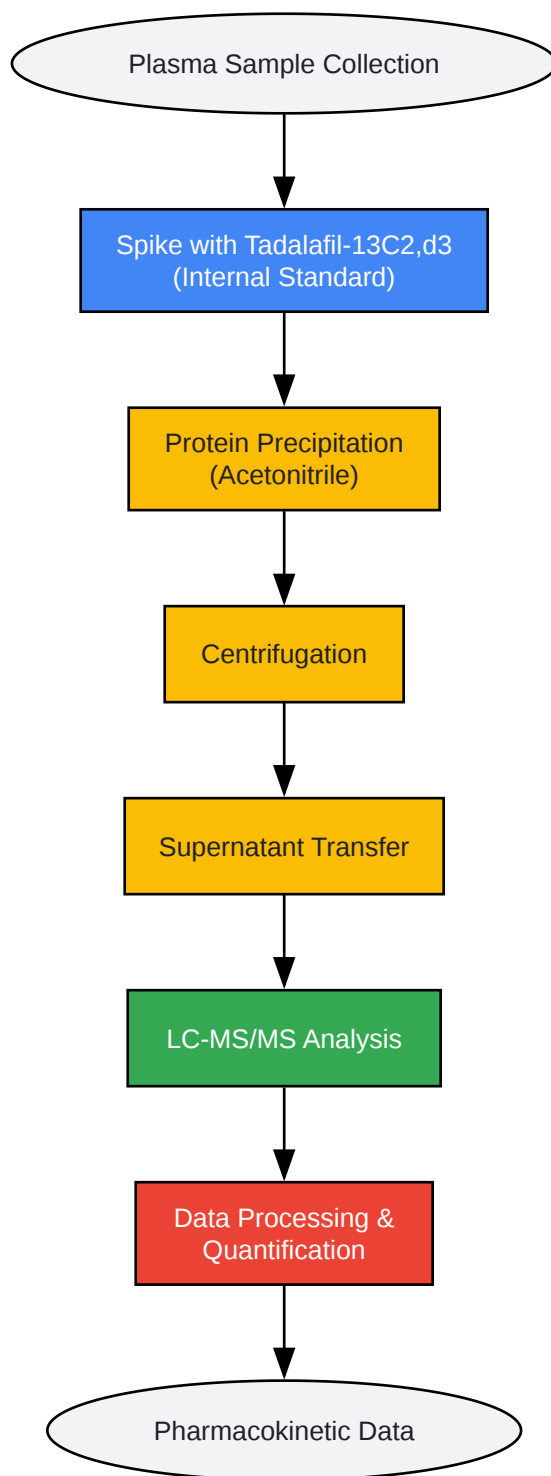 Plasma Sample Collection
Spike with Tadalafil-13C2,d3
(Internal Standard)
Protein Precipitation
(Acetonitrile)
Centrifugation
Supernatant Transfer
LC-MS/MS Analysis
Data Processing &
Quantification
Pharmacokinetic Data